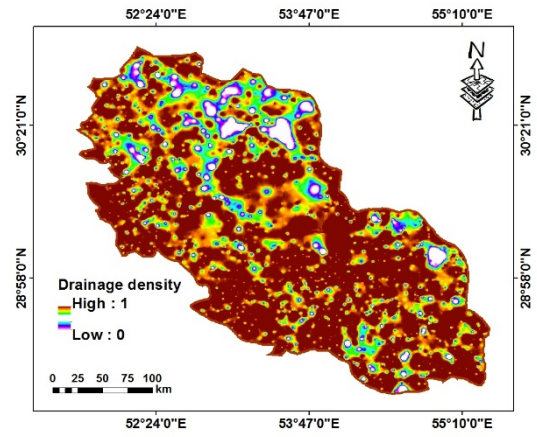 52°24'0"E 53°47'0"E 55°10'0"E
N
30°21'0"N 30°21'0"N
28°58'0"N 28°58'0"N
Drainage density
High : 1
Low : 0
0 25 50 75 100
km
52°24'0"E 53°47'0"E 55°10'0"E